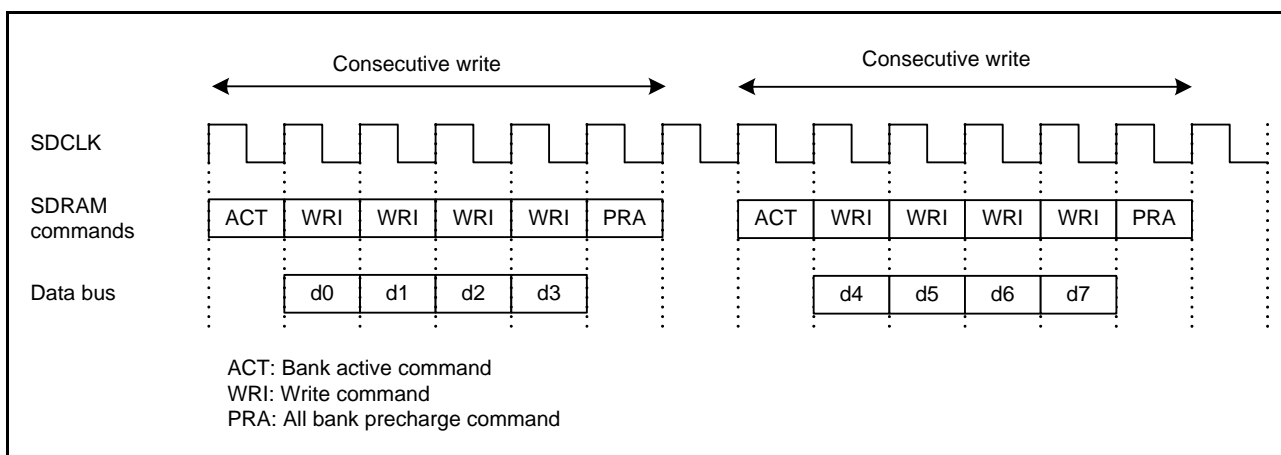 Consecutive write Consecutive write
SDCLK
SDRAM commands ACT WRI WRI WRI WRI PRA ACT WRI WRI WRI WRI PRA
Data bus d0 d1 d2 d3 d4 d5 d6 d7
ACT: Bank active command
WRI: Write command
PRA: All bank precharge command